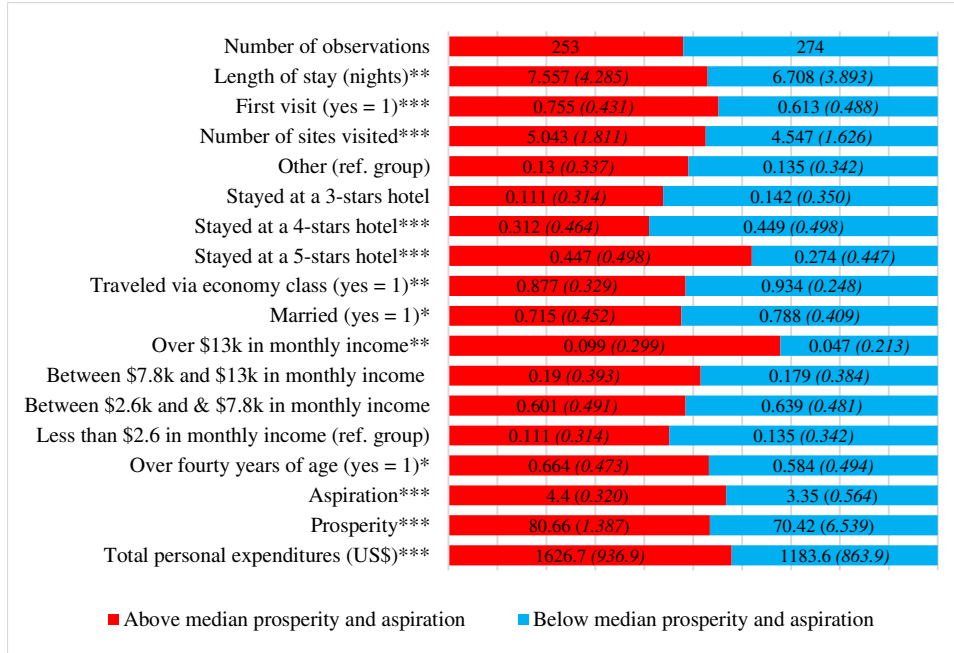 Number of observations 253 274
Length of stay (nights)** 7.557 (4.285) 6.708 (3.893)
First visit (yes = 1)*** 0.755 (0.431) 0.613 (0.488)
Number of sites visited*** 5.043 (1.811) 4.547 (1.626)
Other (ref. group) 0.13 (0.337) 0.135 (0.342)
Stayed at a 3-stars hotel 0.111 (0.314) 0.142 (0.350)
Stayed at a 4-stars hotel*** 0.312 (0.464) 0.449 (0.498)
Stayed at a 5-stars hotel*** 0.447 (0.498) 0.274 (0.447)
Traveled via economy class (yes = 1)** 0.877 (0.329) 0.934 (0.248)
Married (yes = 1)* 0.715 (0.452) 0.788 (0.409)
Over $13k in monthly income** 0.099 (0.299) 0.047 (0.213)
Between $7.8k and $13k in monthly income 0.19 (0.393) 0.179 (0.384)
Between $2.6k and & $7.8k in monthly income 0.601 (0.491) 0.639 (0.481)
Less than $2.6 in monthly income (ref. group) 0.111 (0.314) 0.135 (0.342)
Over fourty years of age (yes = 1)* 0.664 (0.473) 0.584 (0.494)
Aspiration*** 4.4 (0.320) 3.35 (0.564)
Prosperity*** 80.66 (1.387) 70.42 (6.539)
Total personal expenditures (US$)*** 1626.7 (936.9) 1183.6 (863.9)
Above median prosperity and aspiration Below median prosperity and aspiration